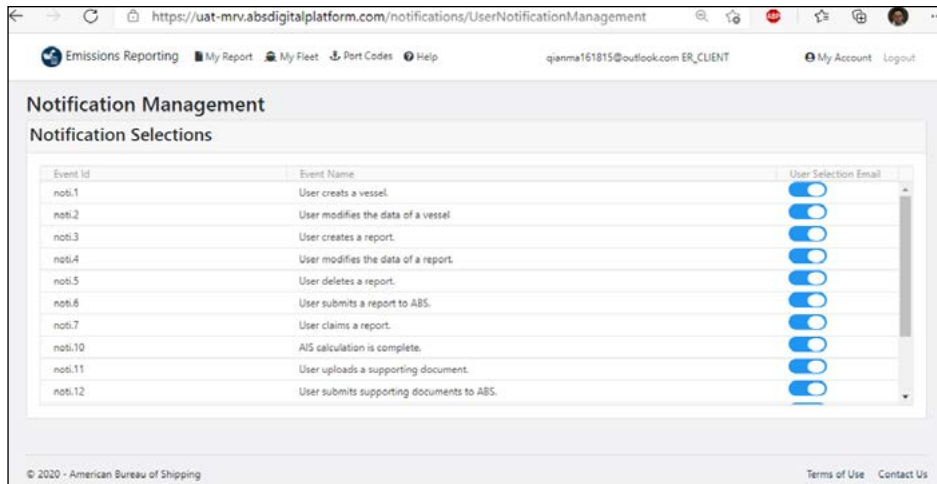 https://uat-mrv.absdigitalplatform.com/notifications/UserNotificationManagement
ABP
Emissions Reporting My Report My Fleet Port Codes Help qianma161815@outlook.com ER_CLIENT My Account Logout
Notification Management
Notification Selections
Event Id Event Name User Selection Email
noti.1 User creats a vessel.
noti.2 User modifies the data of a vessel
noti.3 User creates a report.
noti.4 User modifies the data of a report.
noti.5 User deletes a report.
noti.6 User submits a report to ABS.
noti.7 User claims a report.
noti.10 AIS calculation is complete.
noti.11 User uploads a supporting document.
noti.12 User submits supporting documents to ABS.
© 2020 - American Bureau of Shipping Terms of Use Contact Us